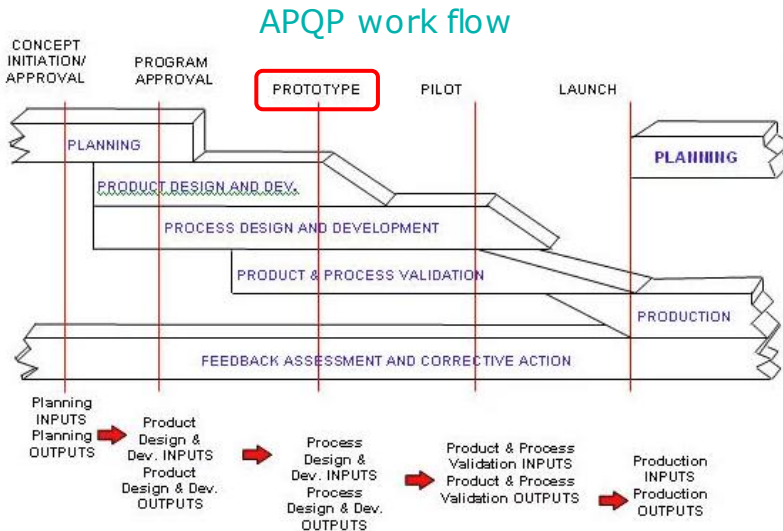 APQP work flow
CONCEPT
INITIATION/
APPROVAL
PROGRAM
APPROVAL
PROTOTYPE
PILOT
LAUNCH
PLANNING
PLANNING
PRODUCT DESIGN AND DEV.
PROCESS DESIGN AND DEVELOPMENT
PRODUCT & PROCESS VALIDATION
PRODUCTION
FEEDBACK ASSESSMENT AND CORRECTIVE ACTION
Planning
INPUTS
Planning
OUTPUTS
Product
Design &
Dev. INPUTS
Product
Design & Dev.
OUTPUTS
Process
Design &
Dev. INPUTS
Process
Design & Dev.
OUTPUTS
Product & Process
Validation INPUTS
Product & Process
Validation OUTPUTS
Production
INPUTS
Production
OUTPUTS